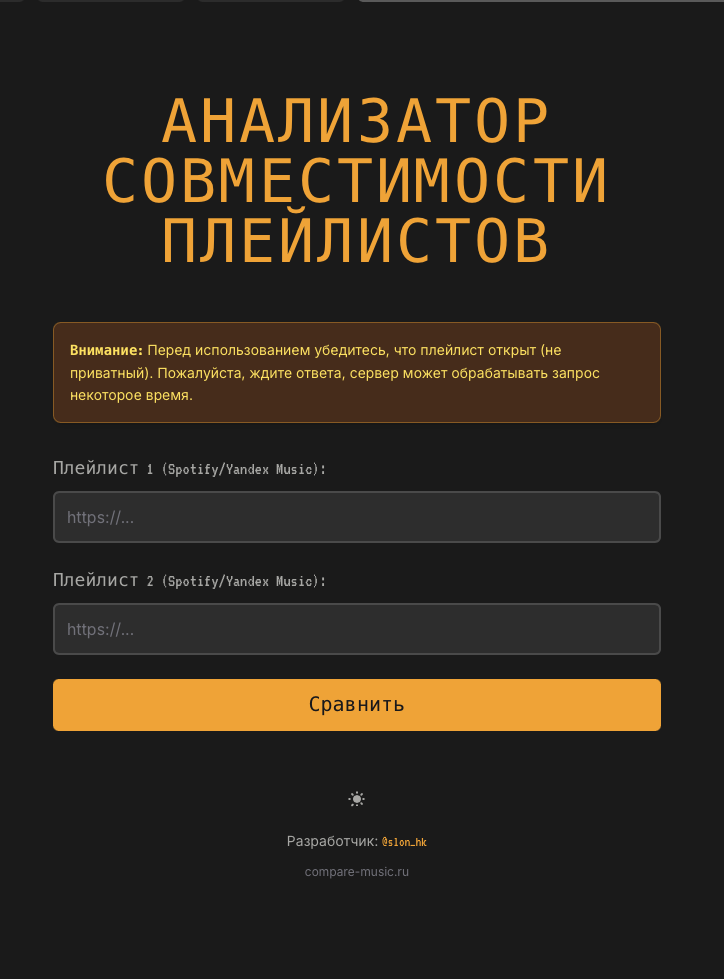 АНАЛИЗАТОР
СОВМЕСТИМОСТИ
ПЛЕЙЛИСТОВ
Внимание: Перед использованием убедитесь, что плейлист открыт (не
приватный). Пожалуйста, ждите ответа, сервер может обрабатывать запрос
некоторое время.
Плейлист 1 (Spotify/Yandex Music):
https://...
Плейлист 2 (Spotify/Yandex Music):
https://...
Сравнить
Разработчик: @slon_hk
compare-music.ru